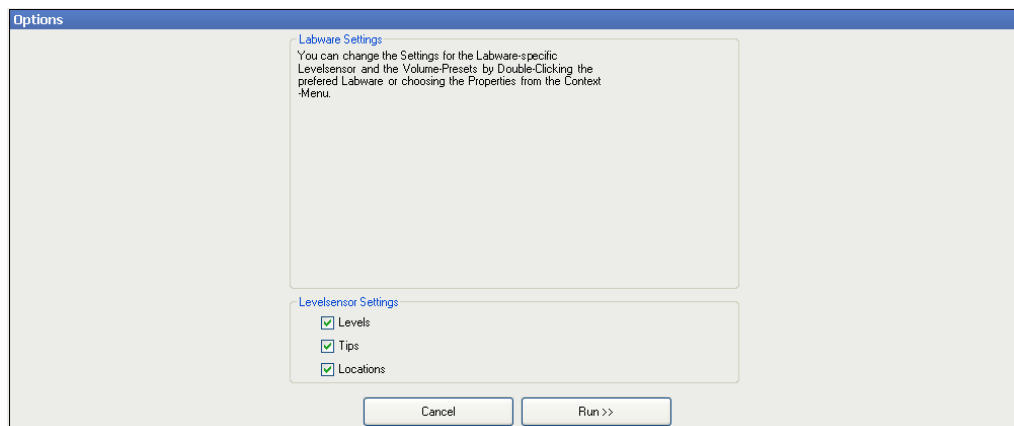 Options
Labware Settings
You can change the Settings for the Labware-specific
Levelsensor and the Volume-Presets by Double-Clicking the
prefered Labware or choosing the Properties from the Context
-Menu.
Levelsensor Settings
Levels
Tips
Locations
Cancel
Run >>